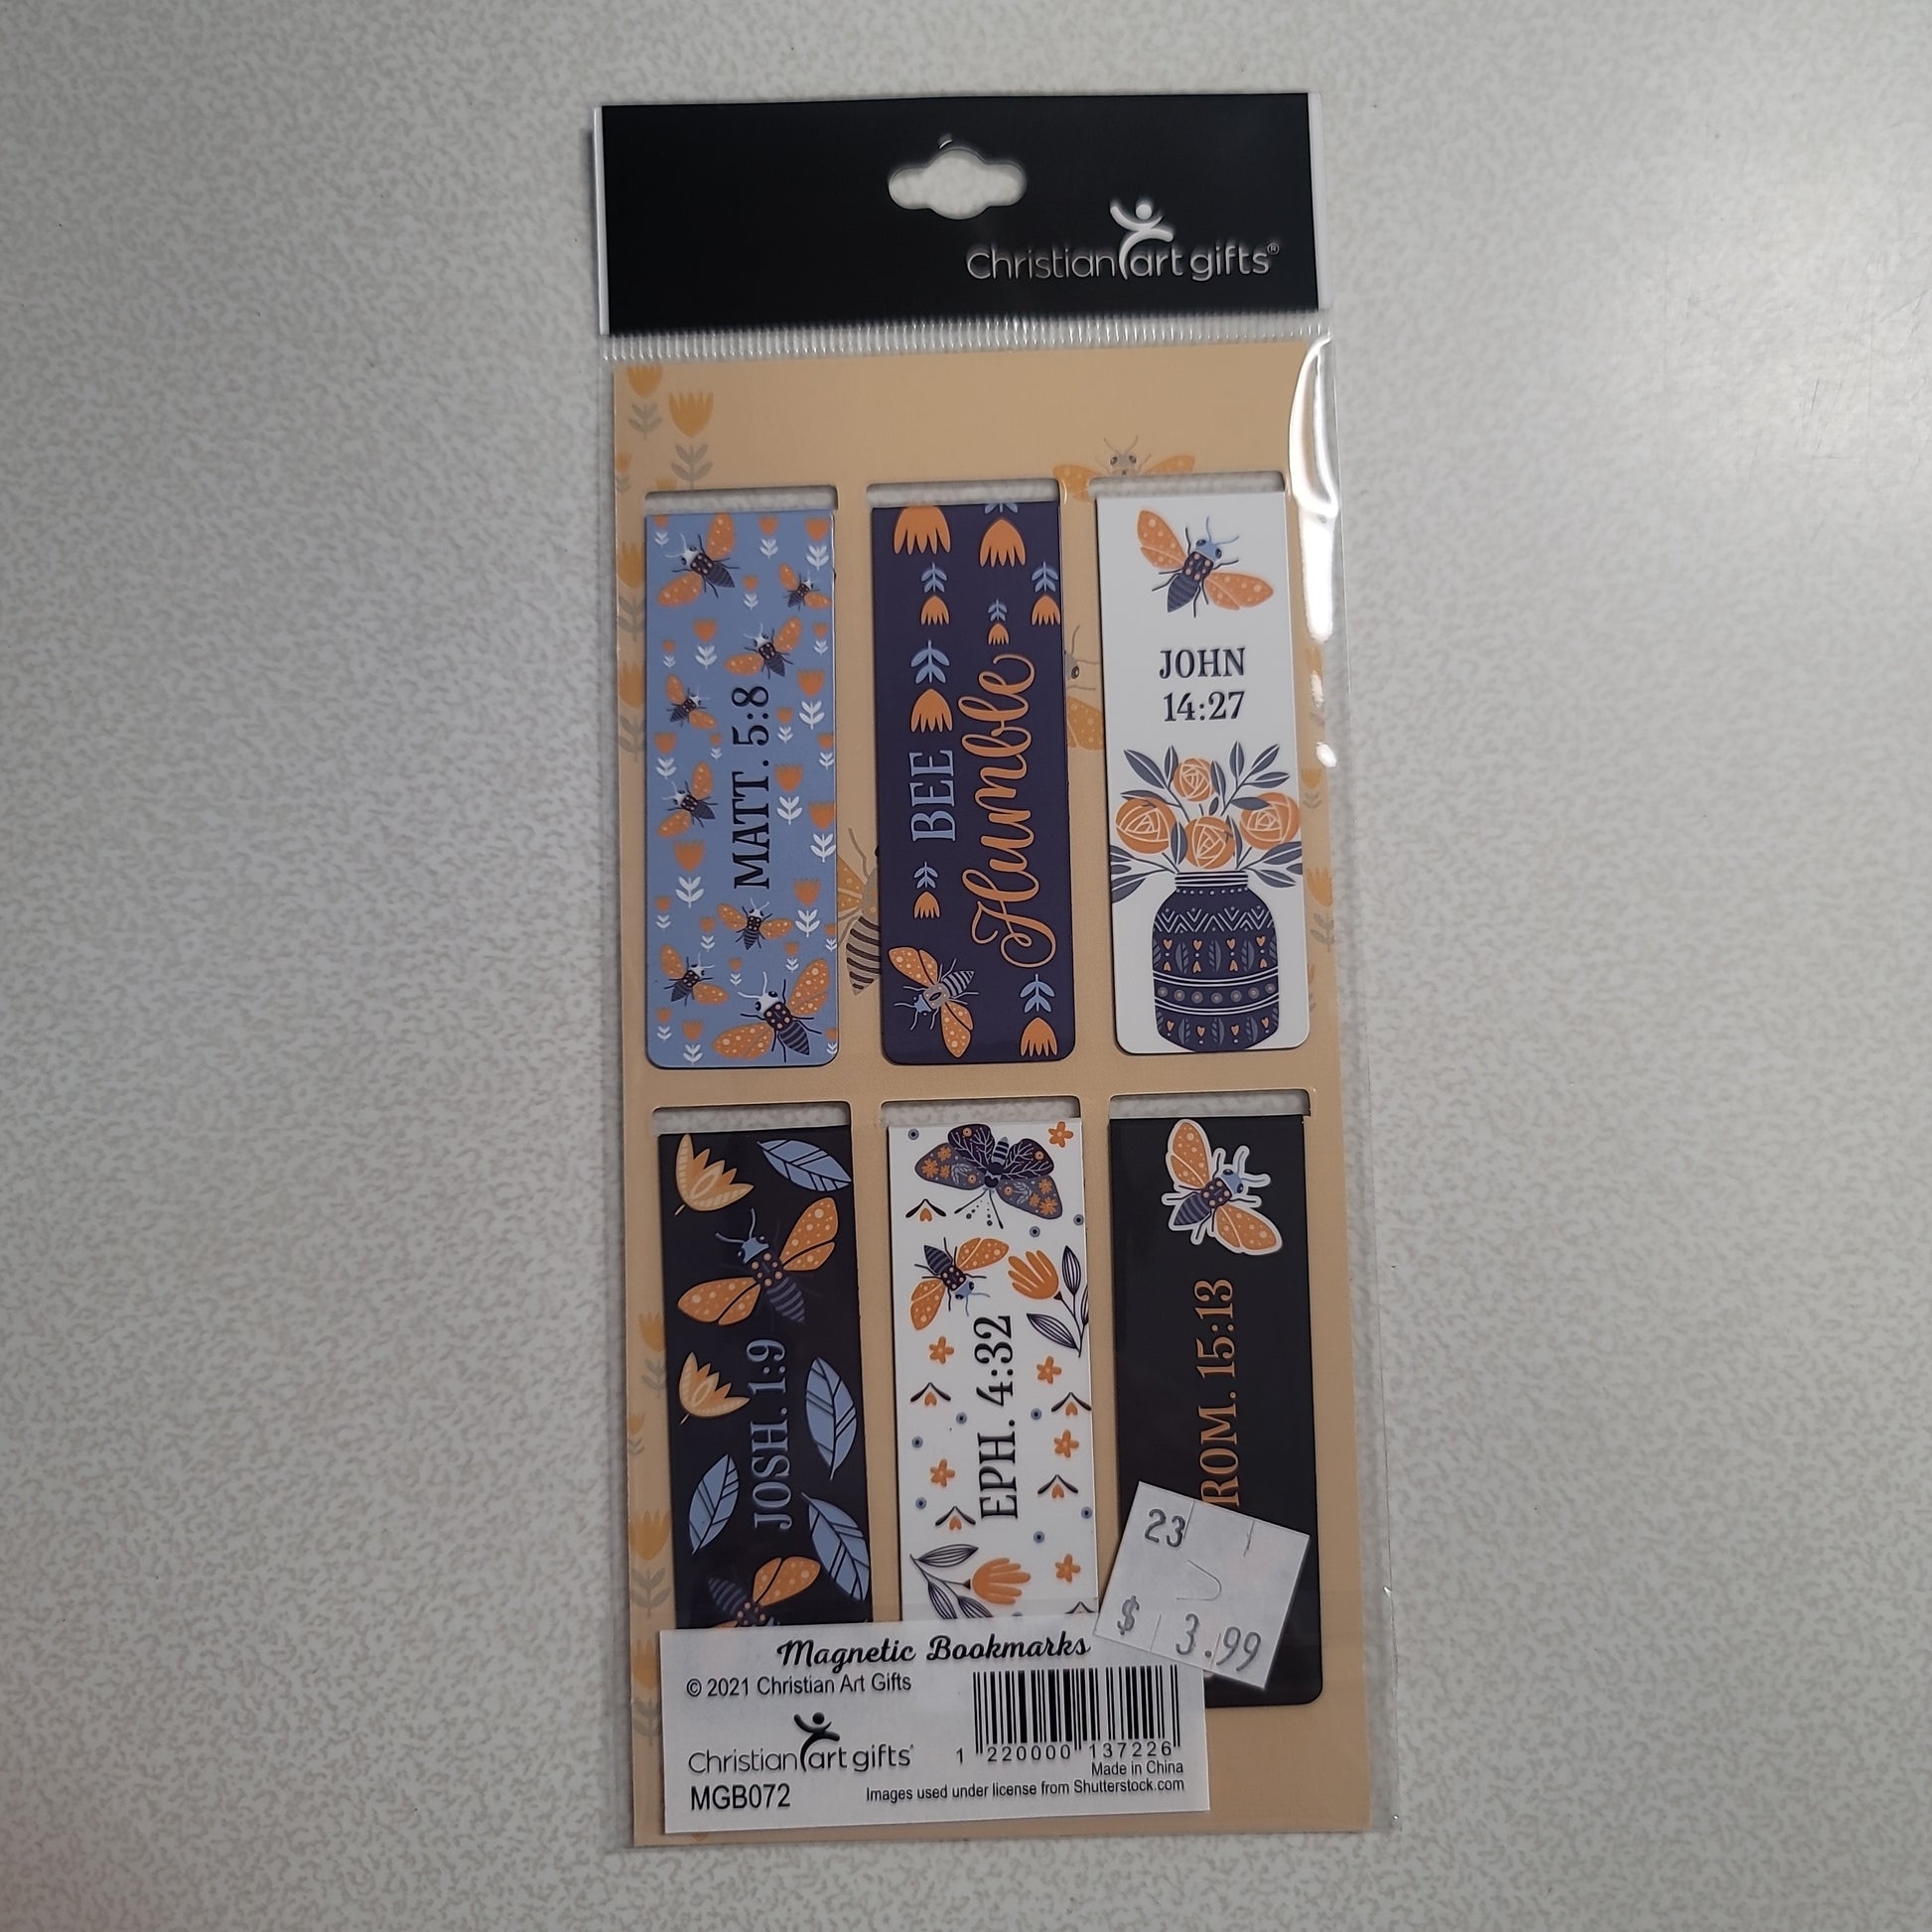 Christian art gifts®
MATT. 5:8
BEE
Humble
JOHN
14:27
JOSH. 1:9
EPH. 4:32
ROM. 15:13
23
$ 3.99
Magnetic Bookmarks
© 2021 Christian Art Gifts
Christian art gifts®
MGB072
1 220000 137226
Made in China
Images used under license from Shutterstock.com